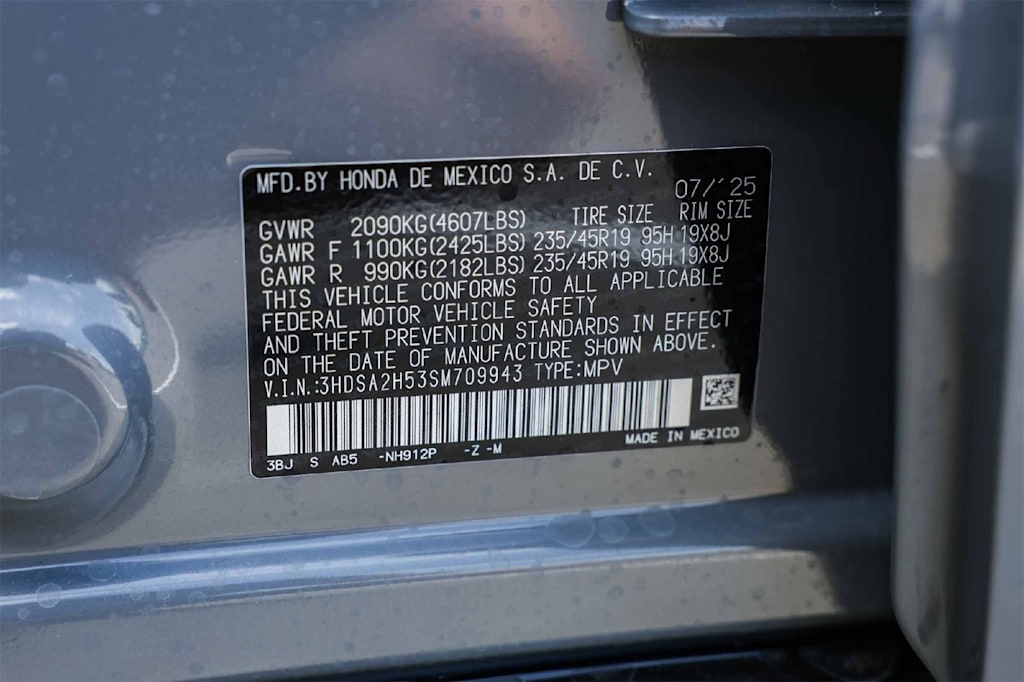 MFD.BY HONDA DE MEXICO S.A. DE C.V.
07/'25
GVWR 2090KG(4607LBS) TIRE SIZE RIM SIZE
GAWR F 1100KG(2425LBS) 235/45R19 95H 19X8J
GAWR R 990KG(2182LBS) 235/45R19 95H 19X8J
THIS VEHICLE CONFORMS TO ALL APPLICABLE
FEDERAL MOTOR VEHICLE SAFETY
AND THEFT PREVENTION STANDARDS IN EFFECT
ON THE DATE OF MANUFACTURE SHOWN ABOVE.
V.I.N.:3HDSA2H53SM709943 TYPE:MPV
MADE IN MEXICO
3BJ S AB5 -NH912P -Z -M